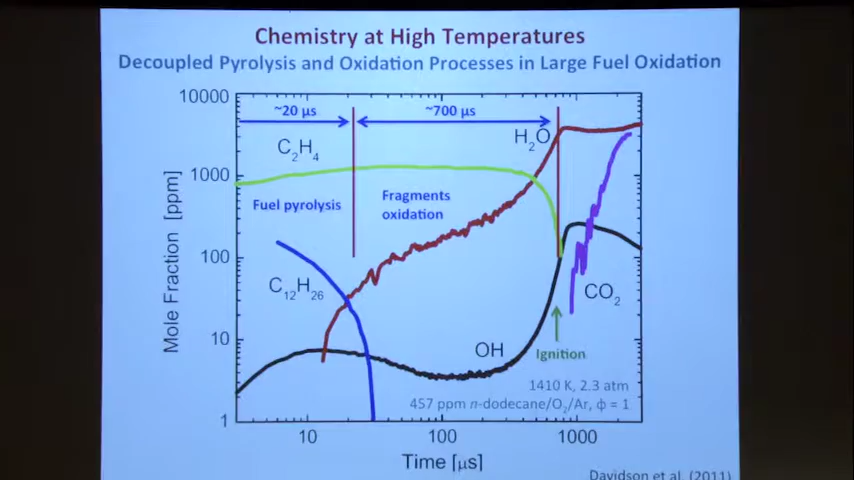 Chemistry at High Temperatures
Decoupled Pyrolysis and Oxidation Processes in Large Fuel Oxidation
10000
1000
100
10
1
Mole Fraction [ppm]
~20 µs
~700 µs
C₂H₄
H₂O
Fuel pyrolysis
Fragments
oxidation
C₁₂H₂₆
CO₂
OH
Ignition
1410 K, 2.3 atm
457 ppm n-dodecane/O₂/Ar, ϕ = 1
10
100
1000
Time [µs]
Davidson et al. (2011)